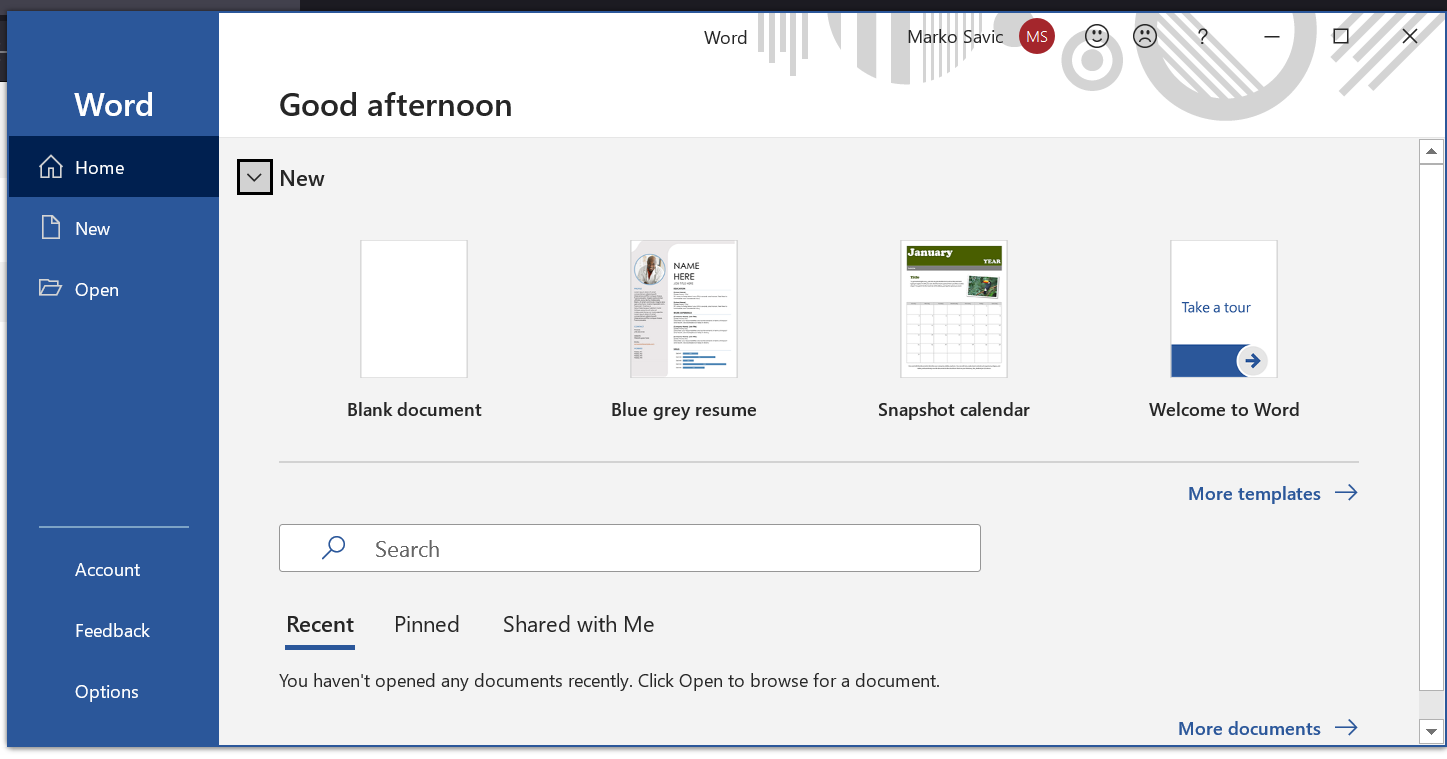 Word
Marko Savic
MS
?
Word
Good afternoon
Home
New
Open
Account
Feedback
Options
New
NAME
HERE
January
YEAR
Title
Take a tour
Blank document
Blue grey resume
Snapshot calendar
Welcome to Word
More templates
Search
Recent
Pinned
Shared with Me
You haven't opened any documents recently. Click Open to browse for a document.
More documents